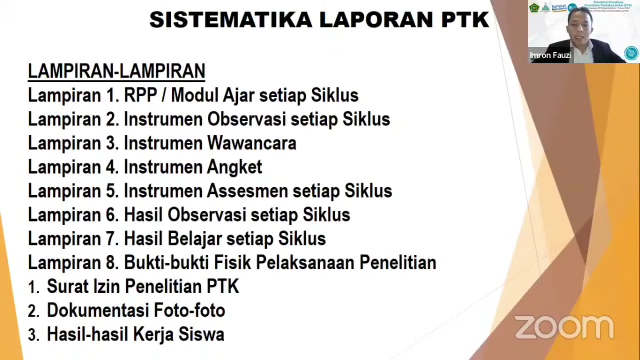 SISTEMATIKA LAPORAN PTK
Imron Fauzi
LAMPIRAN-LAMPIRAN
Lampiran 1. RPP / Modul Ajar setiap Siklus
Lampiran 2. Instrumen Observasi setiap Siklus
Lampiran 3. Instrumen Wawancara
Lampiran 4. Instrumen Angket
Lampiran 5. Instrumen Assesmen setiap Siklus
Lampiran 6. Hasil Observasi setiap Siklus
Lampiran 7. Hasil Belajar setiap Siklus
Lampiran 8. Bukti-bukti Fisik Pelaksanaan Penelitian
1. Surat Izin Penelitian PTK
2. Dokumentasi Foto-foto
3. Hasil-hasil Kerja Siswa
zoom